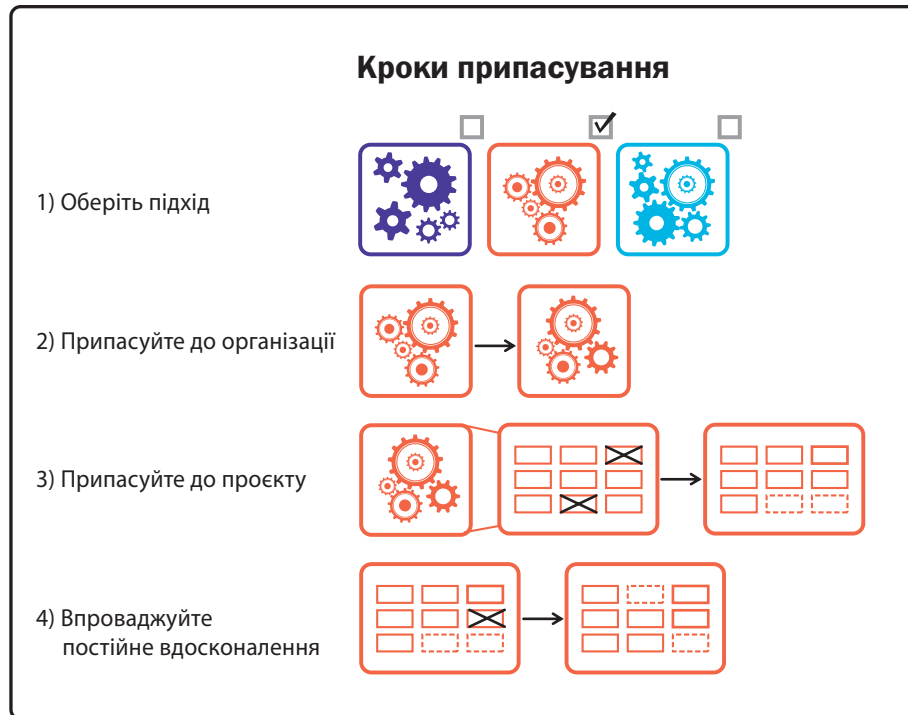 Кроки припасування
1) Оберіть підхід
2) Припасуйте до організації
3) Припасуйте до проєкту
4) Впроваджуйте
постійне вдосконалення